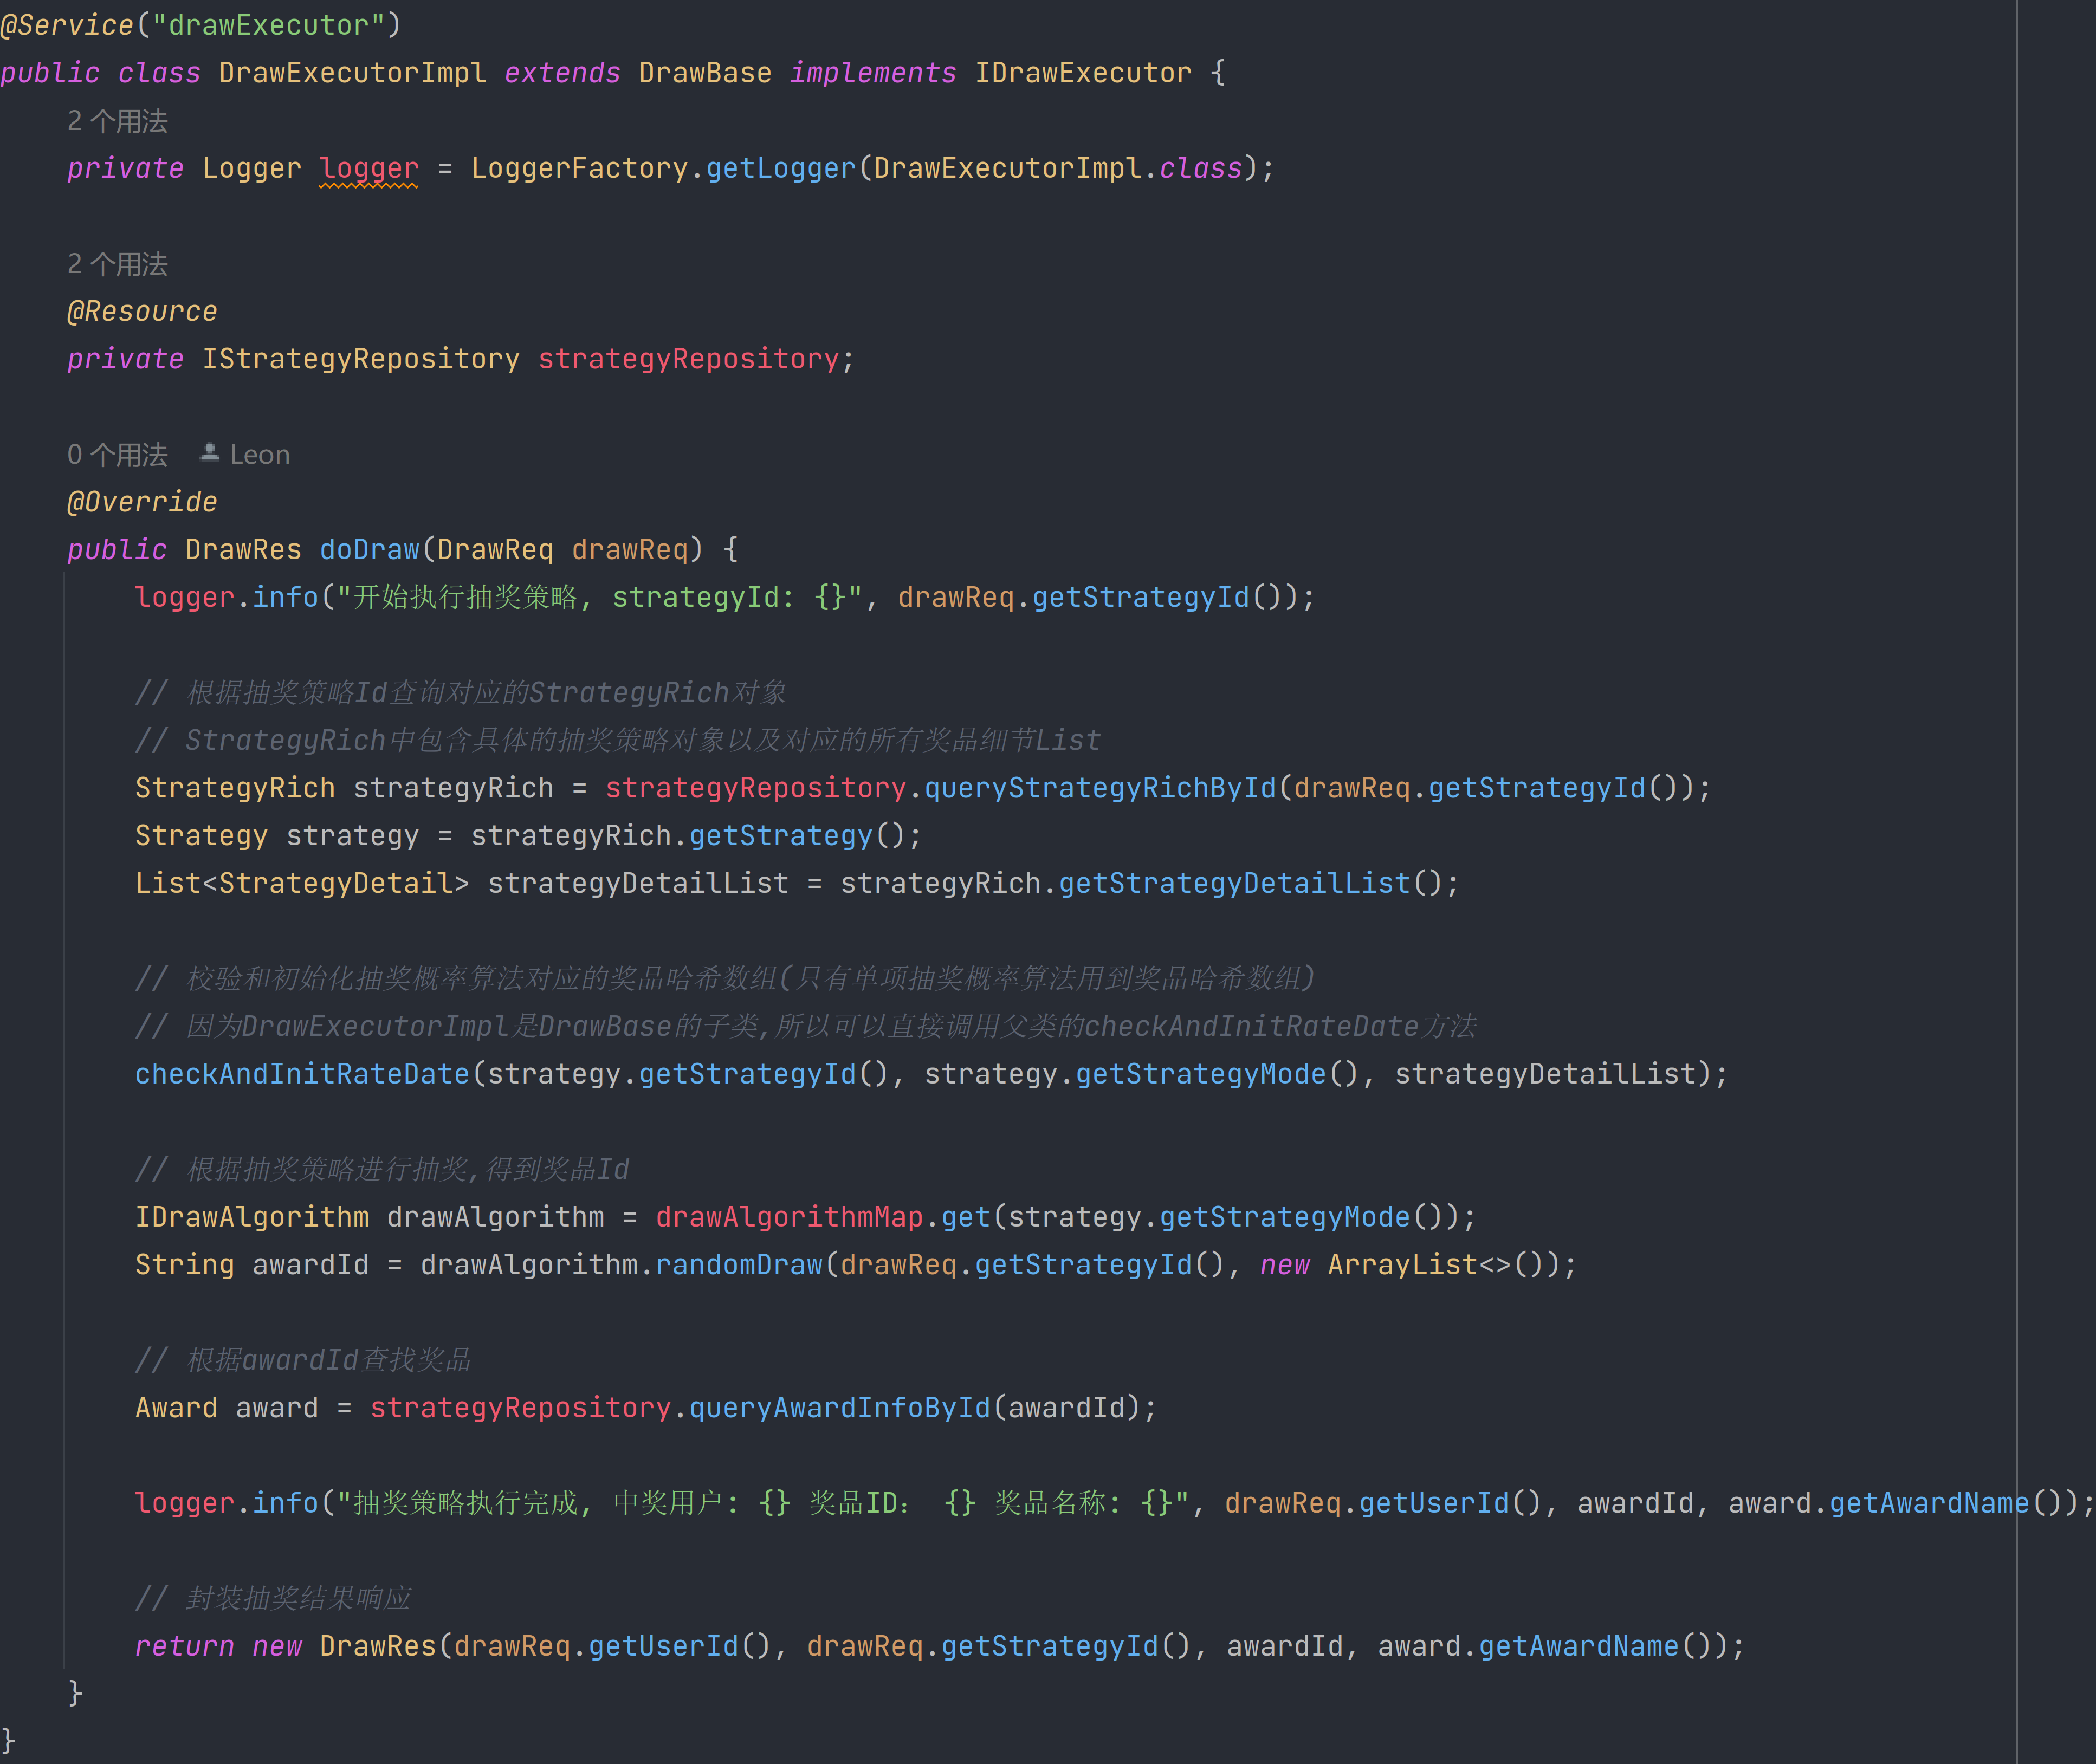 @Service("drawExecutor")
public class DrawExecutorImpl extends DrawBase implements IDrawExecutor {
2 个用法
private Logger logger = LoggerFactory.getLogger(DrawExecutorImpl.class);
2 个用法
@Resource
private IStrategyRepository strategyRepository;
0 个用法 Leon
@Override
public DrawRes doDraw(DrawReq drawReq) {
logger.info("开始执行抽奖策略, strategyId: {}", drawReq.getStrategyId());
// 根据抽奖策略Id查询对应的StrategyRich对象
// StrategyRich中包含具体的抽奖策略对象以及对应的所有奖品细节List
StrategyRich strategyRich = strategyRepository.queryStrategyRichById(drawReq.getStrategyId());
Strategy strategy = strategyRich.getStrategy();
List<StrategyDetail> strategyDetailList = strategyRich.getStrategyDetailList();
// 校验和初始化抽奖概率算法对应的奖品哈希数组(只有单项抽奖概率算法用到奖品哈希数组)
// 因为DrawExecutorImpl是DrawBase的子类,所以可以直接调用父类的checkAndInitRateDate方法
checkAndInitRateDate(strategy.getStrategyId(), strategy.getStrategyMode(), strategyDetailList);
// 根据抽奖策略进行抽奖,得到奖品Id
IDrawAlgorithm drawAlgorithm = drawAlgorithmMap.get(strategy.getStrategyMode());
String awardId = drawAlgorithm.randomDraw(drawReq.getStrategyId(), new ArrayList<>());
// 根据awardId查找奖品
Award award = strategyRepository.queryAwardInfoById(awardId);
logger.info("抽奖策略执行完成, 中奖用户: {} 奖品ID： {} 奖品名称: {}", drawReq.getUserId(), awardId, award.getAwardName());
// 封装抽奖结果响应
return new DrawRes(drawReq.getUserId(), drawReq.getStrategyId(), awardId, award.getAwardName());
}
}